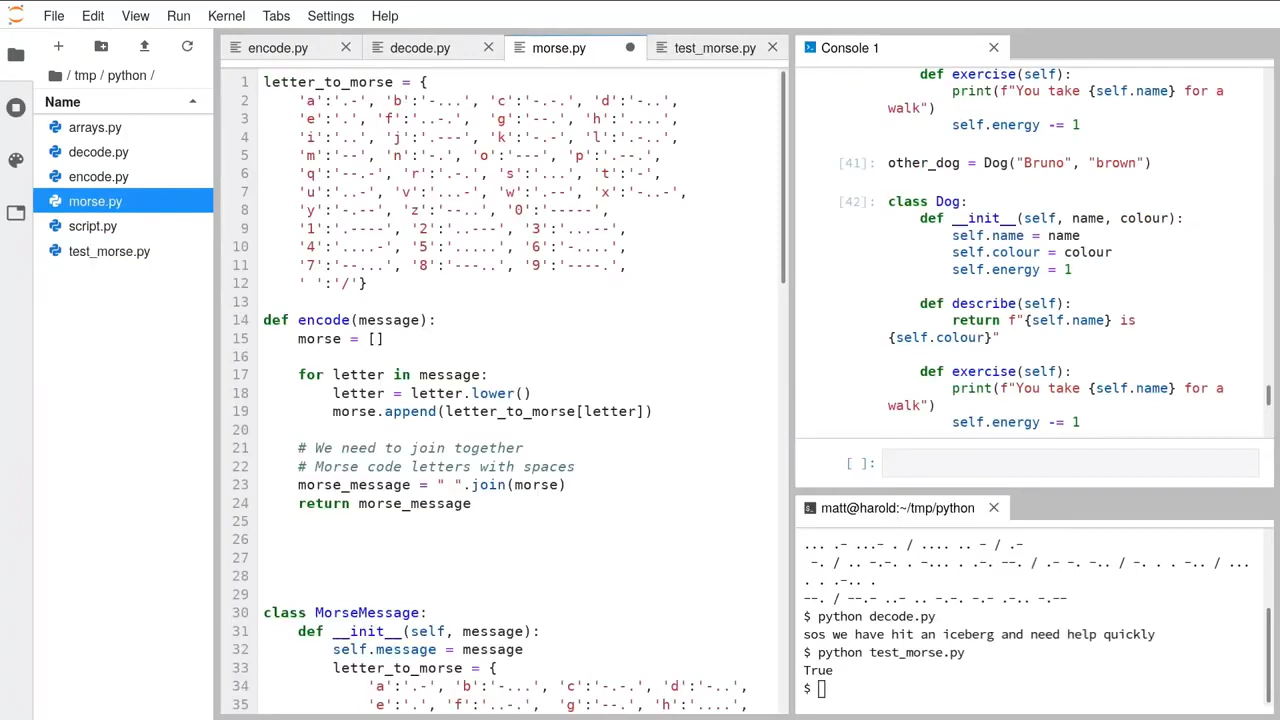 File Edit View Run Kernel Tabs Settings Help
encode.py decode.py morse.py test_morse.py Console 1
/ tmp / python /
Name
arrays.py
decode.py
encode.py
morse.py
script.py
test_morse.py
1 letter_to_morse = {
2 'a':'.-', 'b':'-...', 'c':'-.-.', 'd':'-..',
3 'e':'.', 'f':'..-.', 'g':'--.', 'h':'....',
4 'i':'..', 'j':'.---', 'k':'-.-', 'l':'.-..',
5 'm':'--', 'n':'-.', 'o':'---', 'p':'.--.',
6 'q':'--.-', 'r':'.-.', 's':'...', 't':'-',
7 'u':'..-', 'v':'...-', 'w':'.--', 'x':'-..-',
8 'y':'-.--', 'z':'--..', '0':'-----',
9 '1':'.----', '2':'..---', '3':'...--',
10 '4':'....-', '5':'.....', '6':'-....',
11 '7':'--...', '8':'---..', '9':'----.',
12 ' ':'/'}
13
14 def encode(message):
15 morse = []
16
17 for letter in message:
18 letter = letter.lower()
19 morse.append(letter_to_morse[letter])
20
21 # We need to join together
22 # Morse code letters with spaces
23 morse_message = " ".join(morse)
24 return morse_message
25
26
27
28
29
30 class MorseMessage:
31 def __init__(self, message):
32 self.message = message
33 letter_to_morse = {
34 'a':'.-', 'b':'-...', 'c':'-.-.', 'd':'-..',
35 'e':'.', 'f':'..-.', 'g':'--.', 'h':'....',
def exercise(self):
print(f"You take {self.name} for a
walk")
self.energy -= 1
[41]: other_dog = Dog("Bruno", "brown")
[42]: class Dog:
def __init__(self, name, colour):
self.name = name
self.colour = colour
self.energy = 1
def describe(self):
return f"{self.name} is
{self.colour}"
def exercise(self):
print(f"You take {self.name} for a
walk")
self.energy -= 1
[ ]:
matt@harold:~/tmp/python
... .- ...- . / .... .. - / .-
-. / .. -.-. . -... . .-. --. / .- -. -.. / -. . . -.. / ...
. . .-.. .
--. / --.- ..- .. -.-. -.- .-.. -.--
$ python decode.py
sos we have hit an iceberg and need help quickly
$ python test_morse.py
True
$